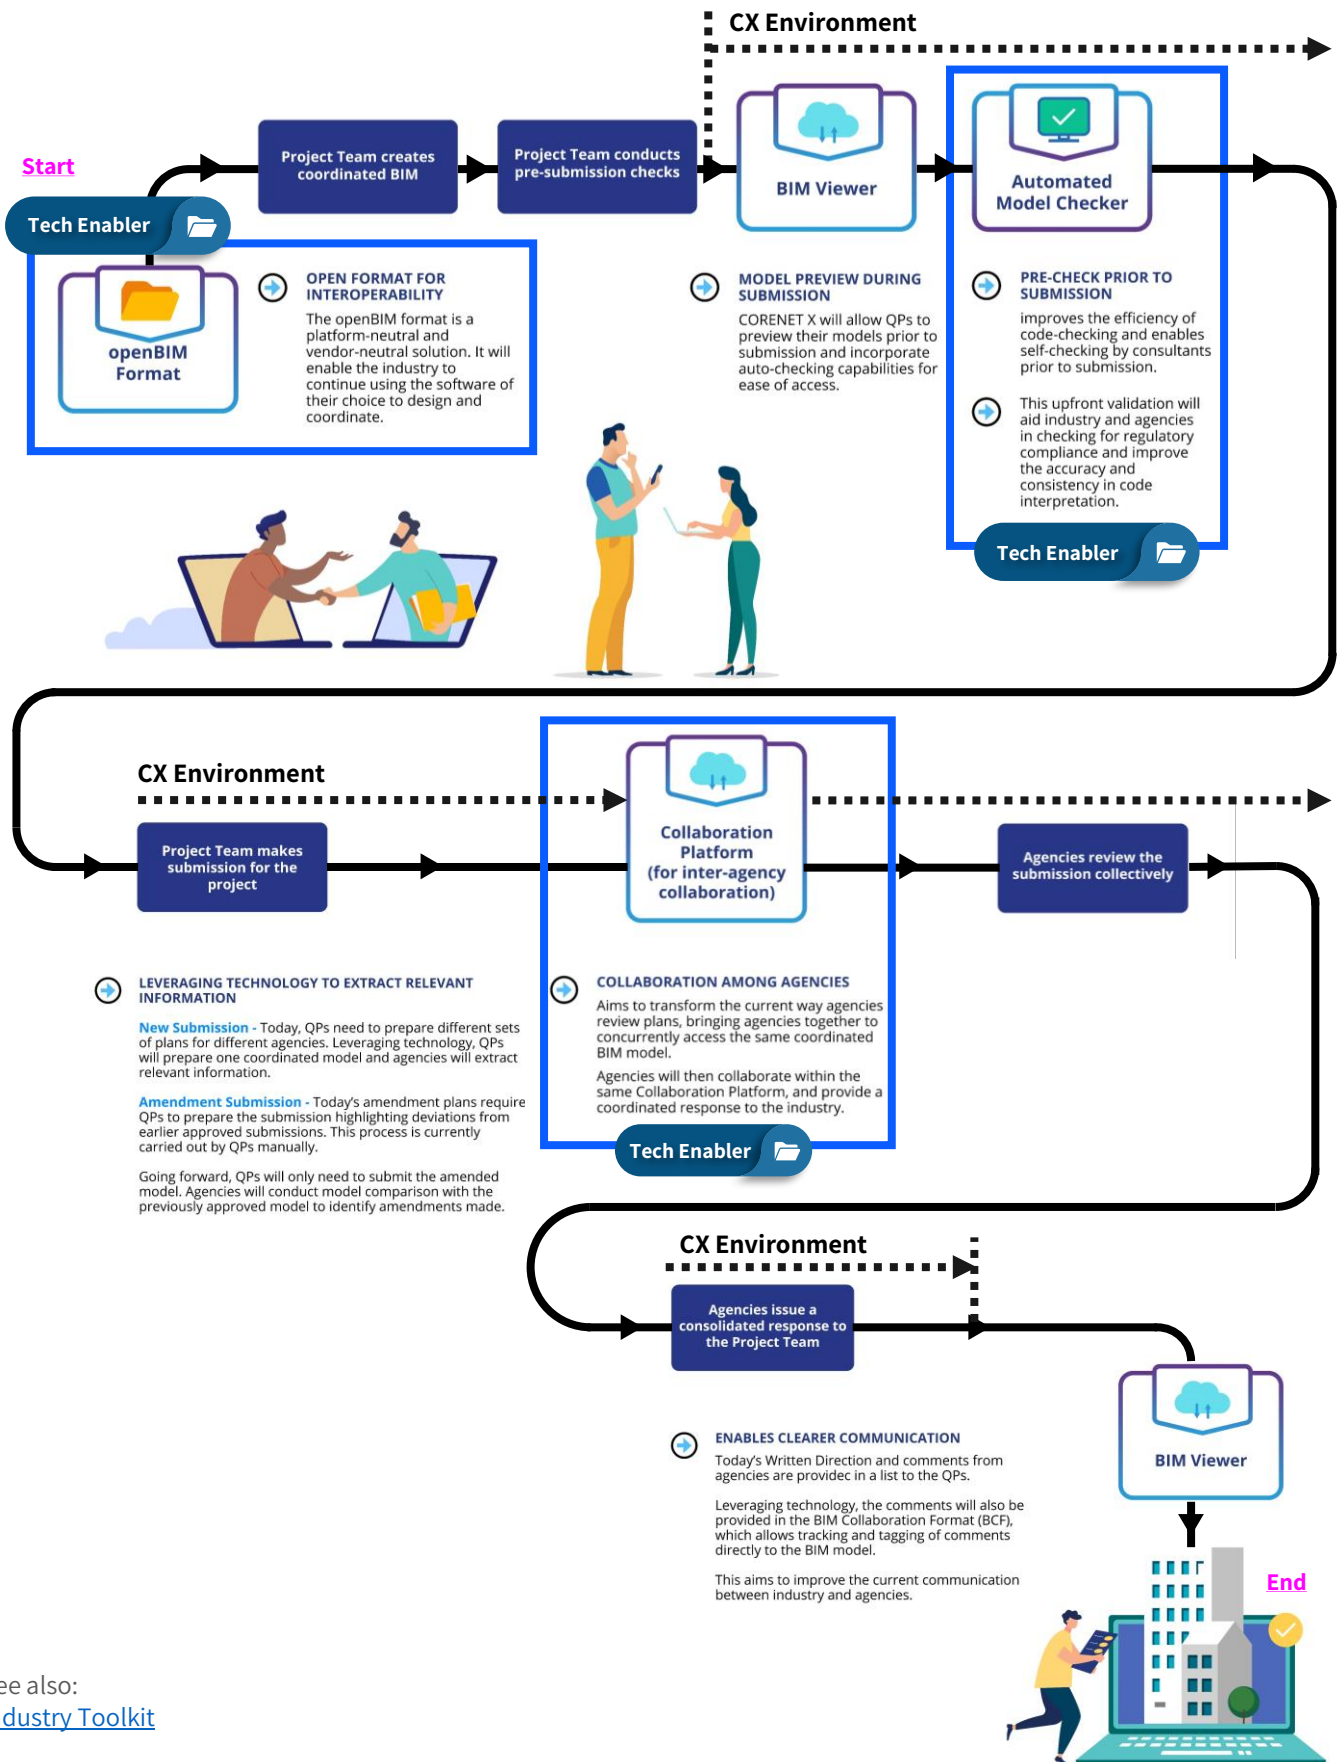 CX Environment
Start
Project Team creates
coordinated BIM
Project Team conducts
pre-submission checks
BIM Viewer
Automated
Model Checker
Tech Enabler
openBIM
Format
OPEN FORMAT FOR
INTEROPERABILITY
The openBIM format is a
platform-neutral and
vendor-neutral solution. It will
enable the industry to
continue using the software of
their choice to design and
coordinate.
MODEL PREVIEW DURING
SUBMISSION
CORENET X will allow QPs to
preview their models prior to
submission and incorporate
auto-checking capabilities for
ease of access.
PRE-CHECK PRIOR TO
SUBMISSION
improves the efficiency of
code-checking and enables
self-checking by consultants
prior to submission.
This upfront validation will
aid industry and agencies
in checking for regulatory
compliance and improve
the accuracy and
consistency in code
interpretation.
Tech Enabler
CX Environment
Project Team makes
submission for the
project
Collaboration
Platform
(for inter-agency
collaboration)
Agencies review the
submission collectively
LEVERAGING TECHNOLOGY TO EXTRACT RELEVANT
INFORMATION
New Submission - Today, QPs need to prepare different sets
of plans for different agencies. Leveraging technology, QPs
will prepare one coordinated model and agencies will extract
relevant information.
Amendment Submission - Today's amendment plans require
QPs to prepare the submission highlighting deviations from
earlier approved submissions. This process is currently
carried out by QPs manually.
Going forward, QPs will only need to submit the amended
model. Agencies will conduct model comparison with the
previously approved model to identify amendments made.
COLLABORATION AMONG AGENCIES
Aims to transform the current way agencies
review plans, bringing agencies together to
concurrently access the same coordinated
BIM model.
Agencies will then collaborate within the
same Collaboration Platform, and provide a
coordinated response to the industry.
Tech Enabler
CX Environment
Agencies issue a
consolidated response to
the Project Team
BIM Viewer
ENABLES CLEARER COMMUNICATION
Today's Written Direction and comments from
agencies are providec in a list to the QPs.
Leveraging technology, the comments will also be
provided in the BIM Collaboration Format (BCF),
which allows tracking and tagging of comments
directly to the BIM model.
This aims to improve the current communication
between industry and agencies.
End
ee also:
dustry Toolkit